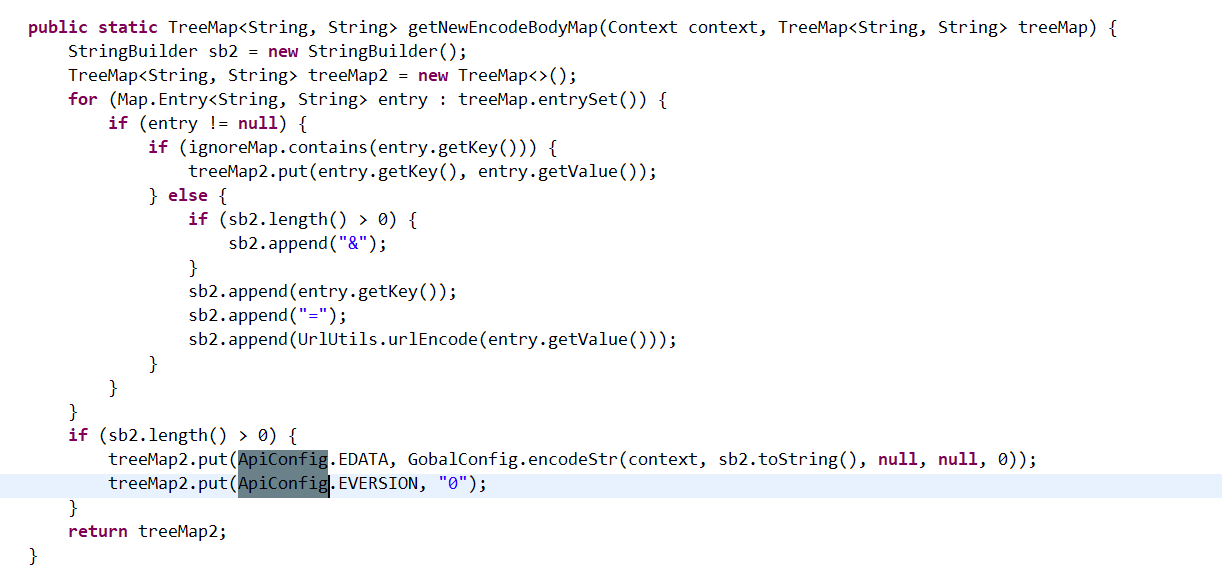 public static TreeMap<String, String> getNewEncodeBodyMap(Context context, TreeMap<String, String> treeMap) {
    StringBuilder sb2 = new StringBuilder();
    TreeMap<String, String> treeMap2 = new TreeMap<>();
    for (Map.Entry<String, String> entry : treeMap.entrySet()) {
        if (entry != null) {
            if (ignoreMap.contains(entry.getKey())) {
                treeMap2.put(entry.getKey(), entry.getValue());
            } else {
                if (sb2.length() > 0) {
                    sb2.append("&");
                }
                sb2.append(entry.getKey());
                sb2.append("=");
                sb2.append(UrlUtils.urlEncode(entry.getValue()));
            }
        }
    }
    if (sb2.length() > 0) {
        treeMap2.put(ApiConfig.EDATA, GobalConfig.encodeStr(context, sb2.toString(), null, null, 0));
        treeMap2.put(ApiConfig.EVERSION, "0");
    }
    return treeMap2;
}